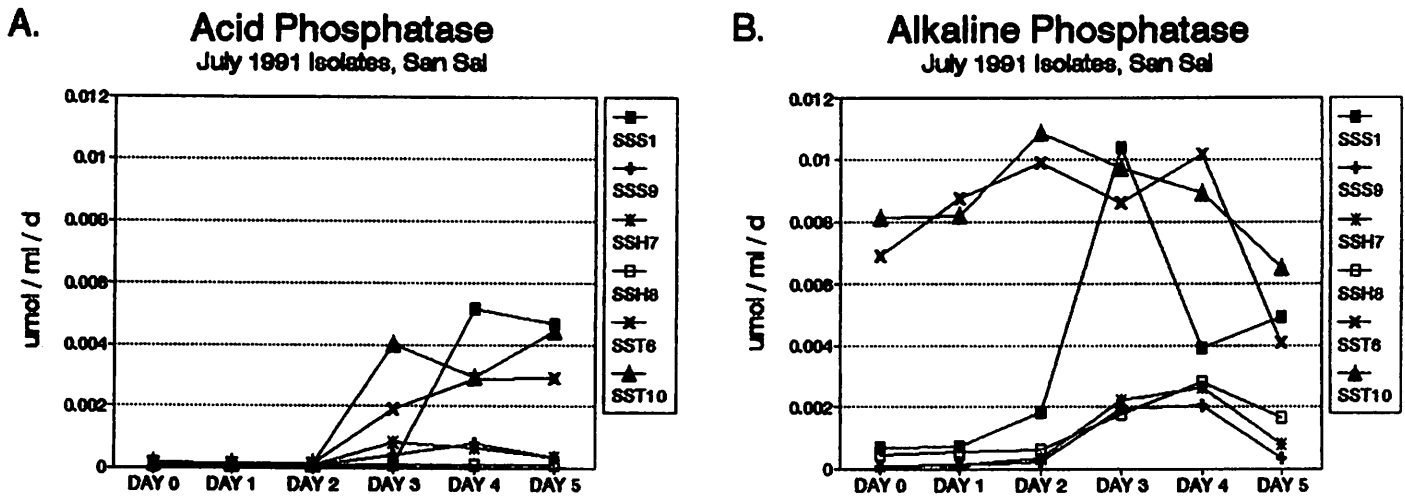 A.
Acid Phosphatase
July 1991 Isolates, San Sal
0.012
0.01
0.008
0.006
0.004
0.002
0
umol / ml / d
DAY 0 DAY 1 DAY 2 DAY 3 DAY 4 DAY 5
SSS1
SSS9
SSH7
SSH8
SST6
SST10
B.
Alkaline Phosphatase
July 1991 Isolates, San Sal
0.012
0.01
0.008
0.006
0.004
0.002
0
umol / ml / d
DAY 0 DAY 1 DAY 2 DAY 3 DAY 4 DAY 5
SSS1
SSS9
SSH7
SSH8
SST6
SST10